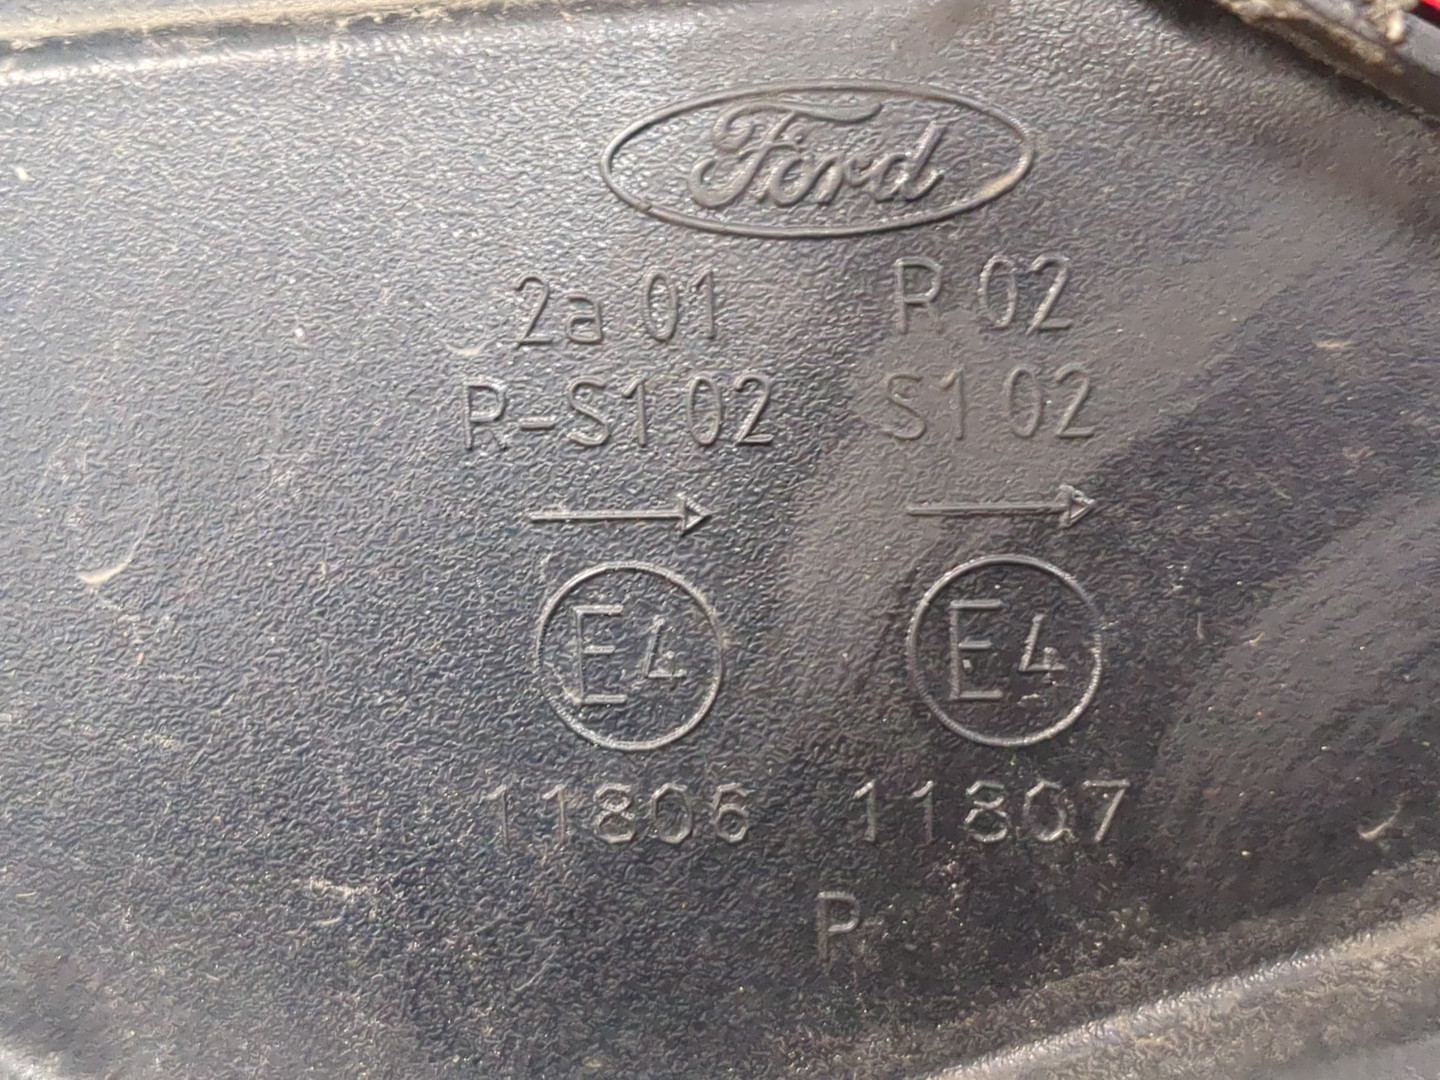 Ford
2a 01 R 02
R-S1 02 S1 02
E4 E4
11806 11807
P-